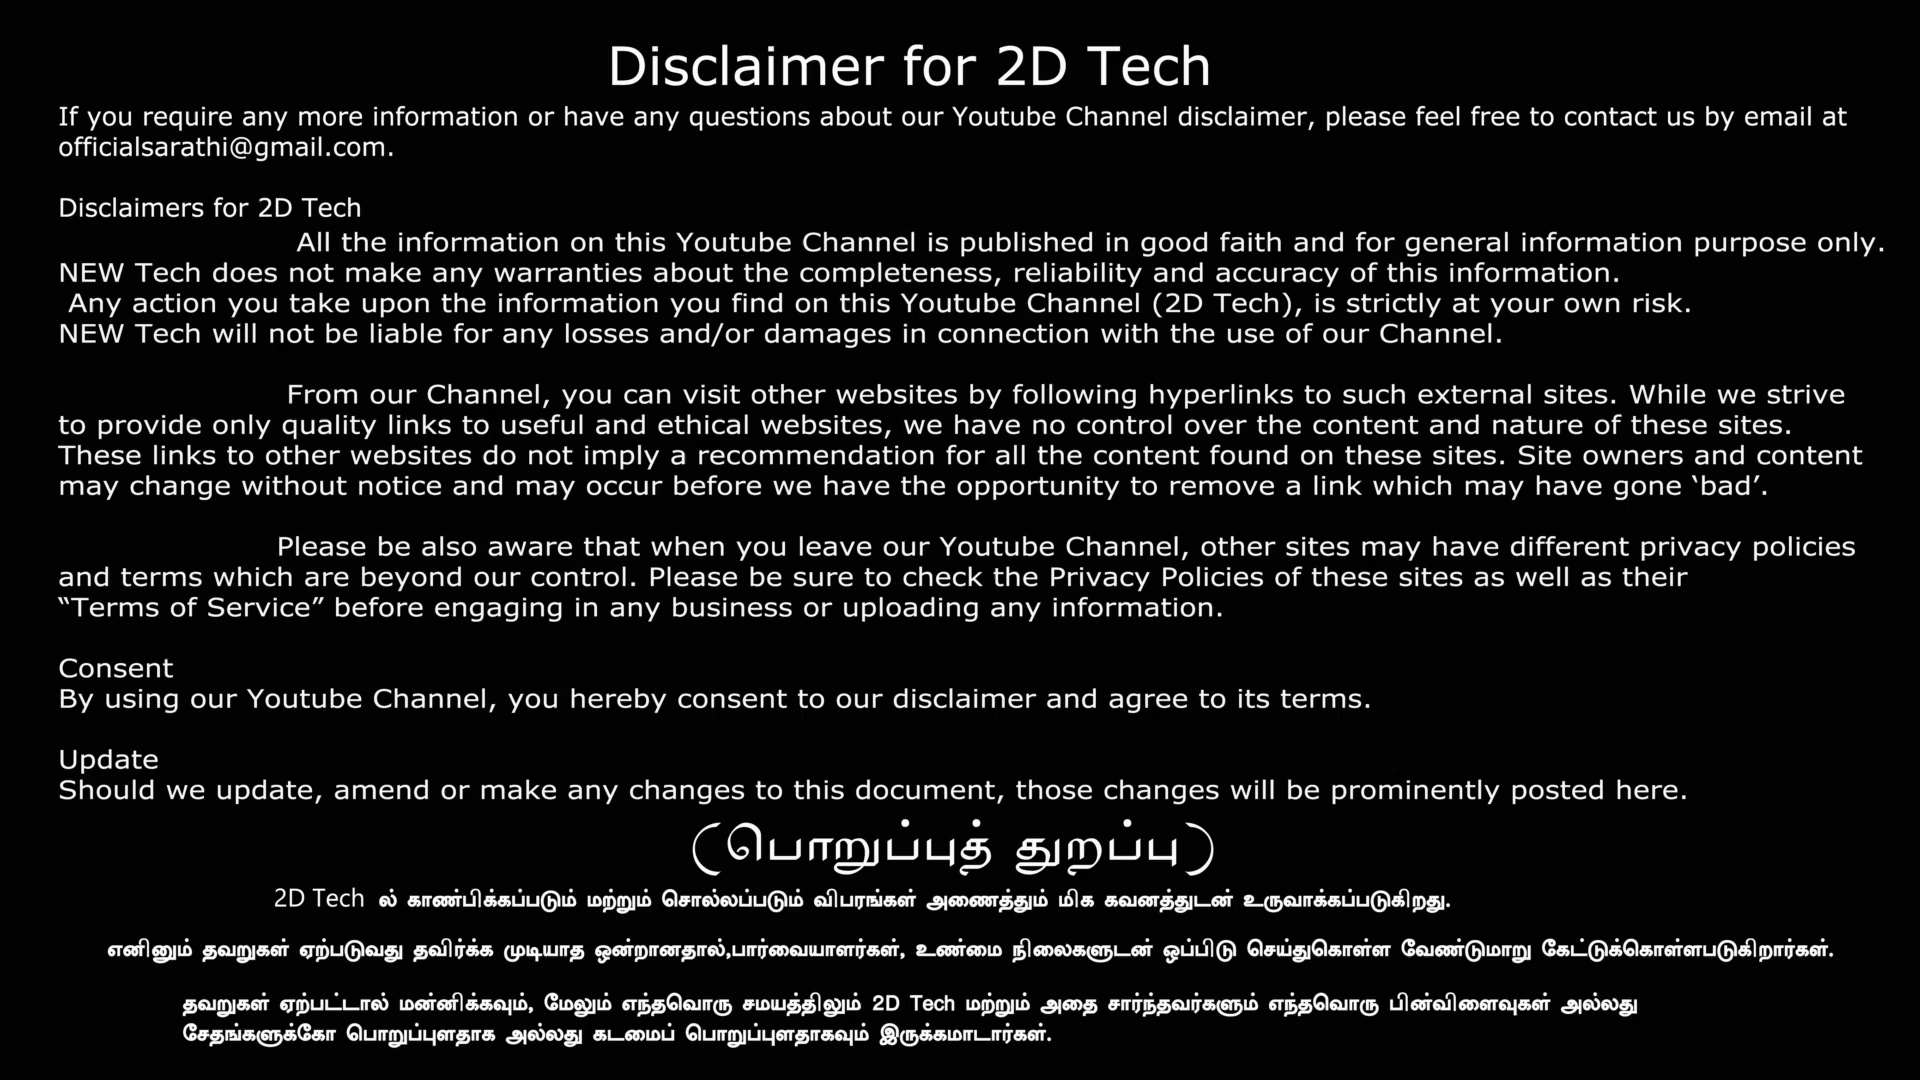 Disclaimer for 2D Tech
If you require any more information or have any questions about our Youtube Channel disclaimer, please feel free to contact us by email at
officialsarathi@gmail.com.
Disclaimers for 2D Tech
All the information on this Youtube Channel is published in good faith and for general information purpose only.
NEW Tech does not make any warranties about the completeness, reliability and accuracy of this information.
Any action you take upon the information you find on this Youtube Channel (2D Tech), is strictly at your own risk.
NEW Tech will not be liable for any losses and/or damages in connection with the use of our Channel.
From our Channel, you can visit other websites by following hyperlinks to such external sites. While we strive
to provide only quality links to useful and ethical websites, we have no control over the content and nature of these sites.
These links to other websites do not imply a recommendation for all the content found on these sites. Site owners and content
may change without notice and may occur before we have the opportunity to remove a link which may have gone ‘bad’.
Please be also aware that when you leave our Youtube Channel, other sites may have different privacy policies
and terms which are beyond our control. Please be sure to check the Privacy Policies of these sites as well as their
“Terms of Service” before engaging in any business or uploading any information.
Consent
By using our Youtube Channel, you hereby consent to our disclaimer and agree to its terms.
Update
Should we update, amend or make any changes to this document, those changes will be prominently posted here.
(பொறுப்புத் துறப்பு)
2D Tech ல் காண்பிக்கப்படும் மற்றும் சொல்லப்படும் விபரங்கள் அணைத்தும் மிக கவனத்துடன் உருவாக்கப்படுகிறது.
எனினும் தவறுகள் ஏற்படுவது தவிர்க்க முடியாத ஒன்றானதால்,பார்வையாளர்கள், உண்மை நிலைகளுடன் ஒப்பிடு செய்துகொள்ள வேண்டுமாறு கேட்டுக்கொள்ளபடுகிறார்கள்.
தவறுகள் ஏற்பட்டால் மன்னிக்கவும், மேலும் எந்தவொரு சமயத்திலும் 2D Tech மற்றும் அதை சார்ந்தவர்களும் எந்தவொரு பின்விளைவுகள் அல்லது
சேதங்களுக்கோ பொறுப்புளதாக அல்லது கடமைப் பொறுப்புளதாகவும் இருக்கமாடார்கள்.